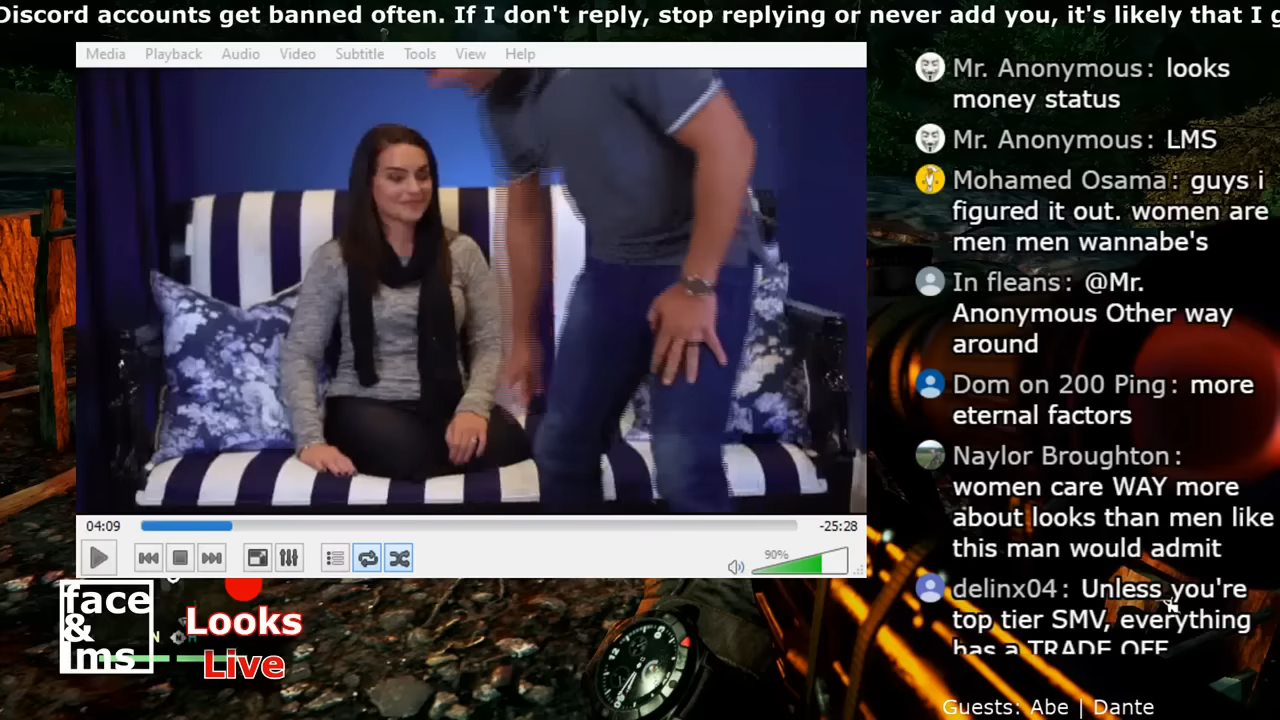 Discord accounts get banned often. If I don't reply, stop replying or never add you, it's likely that I g
Media Playback Audio Video Subtitle Tools View Help
04:09
-25:28
90%
face
&
lms
Looks
Live
Mr. Anonymous: looks
money status
Mr. Anonymous: LMS
Mohamed Osama: guys i
figured it out. women are
men men wannabe's
In fleans: @Mr.
Anonymous Other way
around
Dom on 200 Ping: more
eternal factors
Naylor Broughton:
women care WAY more
about looks than men like
this man would admit
delinx04: Unless you're
top tier SMV, everything
has a TRADE OFF
Guests: Abe | Dante